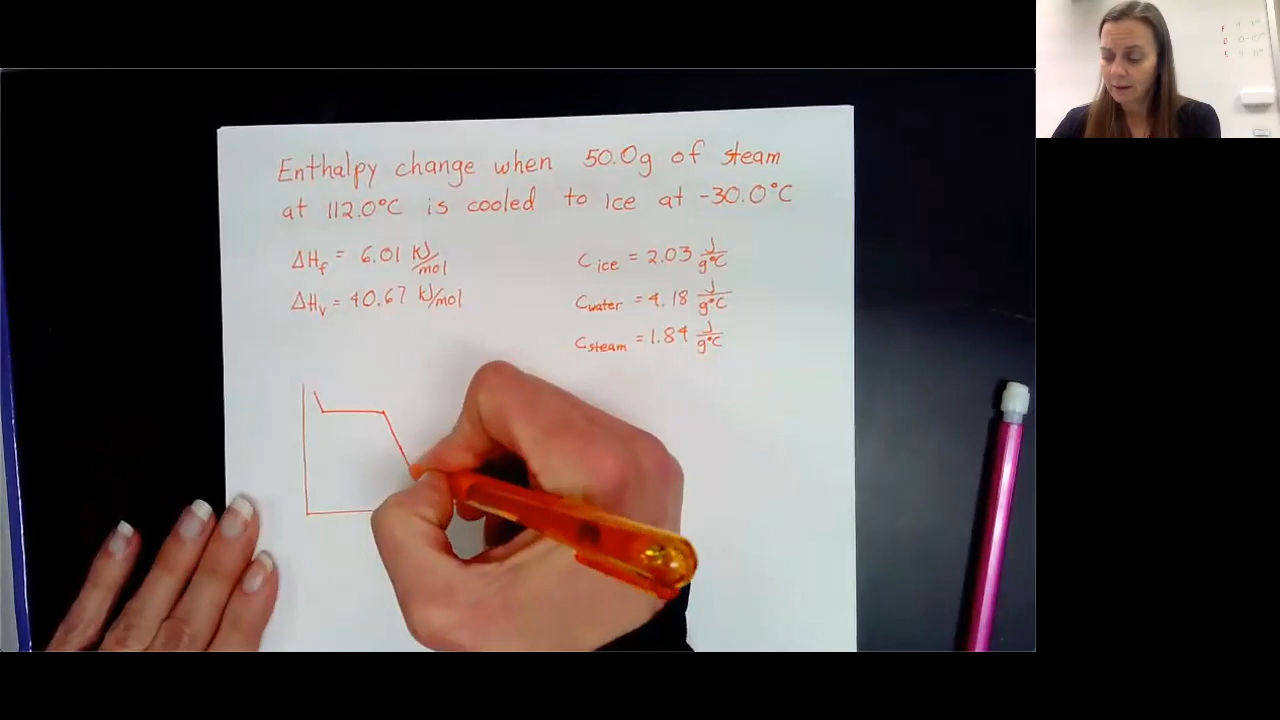 Enthalpy change when 50.0g of steam
at 112.0°C is cooled to Ice at -30.0°C
ΔHf = 6.01 kJ/mol
ΔHv = 40.67 kJ/mol
C ice = 2.03 J/g°C
Cwater = 4.18 J/g°C
Csteam = 1.84 J/g°C